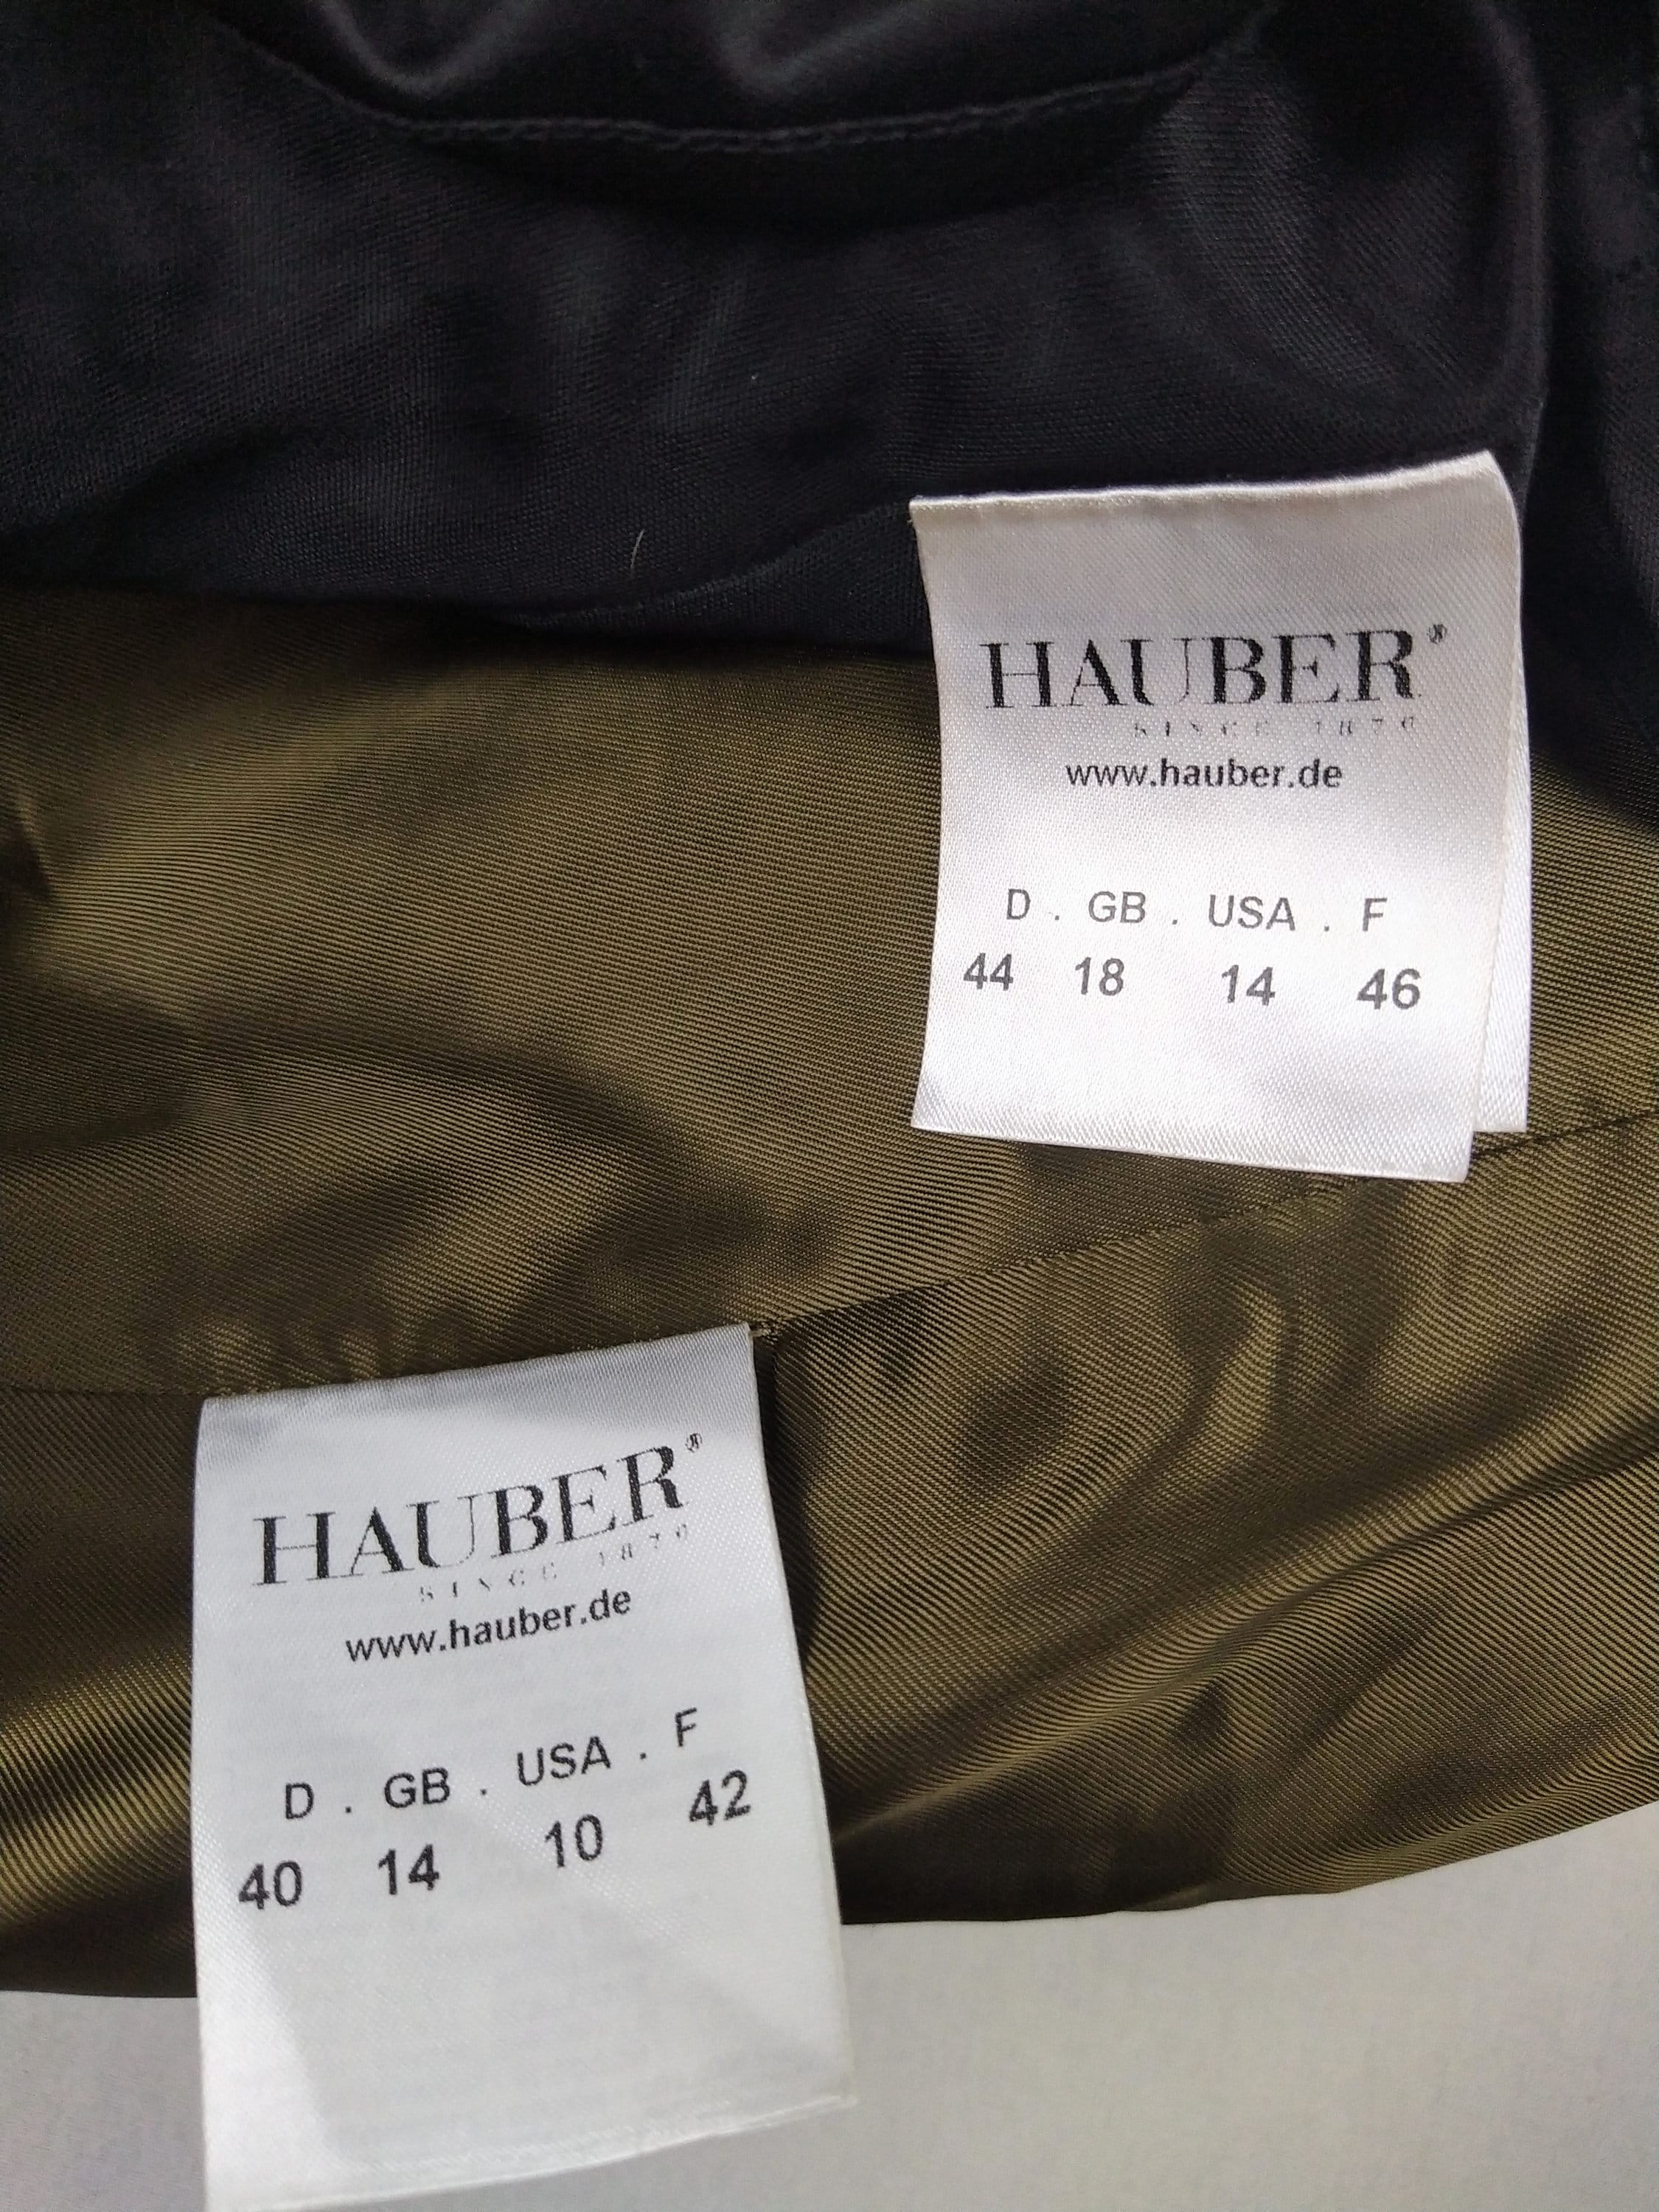 HAUBER®
SINCE 1870
www.hauber.de
D . GB . USA . F
44 18 14 46
HAUBER®
SINCE 1870
www.hauber.de
D . GB . USA . F
40 14 10 42